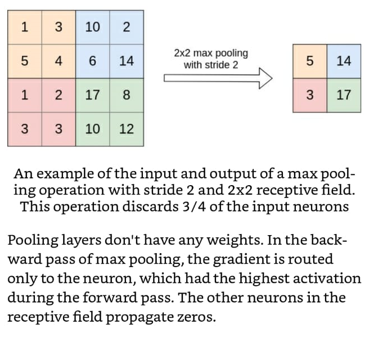 1 3 10 2
5 4 6 14
1 2 17 8
3 3 10 12
2x2 max pooling
with stride 2
5 14
3 17
An example of the input and output of a max pool-
ing operation with stride 2 and 2x2 receptive field.
This operation discards 3/4 of the input neurons
Pooling layers don't have any weights. In the back-
ward pass of max pooling, the gradient is routed
only to the neuron, which had the highest activation
during the forward pass. The other neurons in the
receptive field propagate zeros.